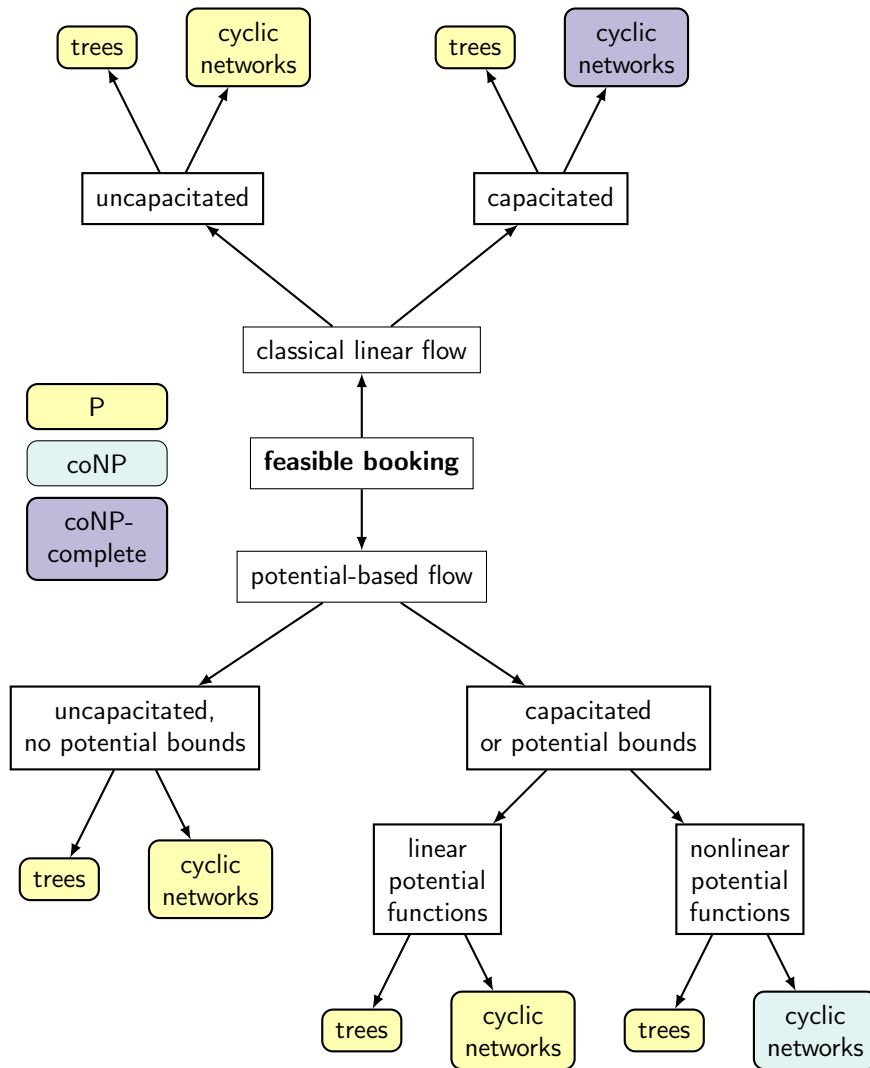 trees
cyclic
networks
trees
cyclic
networks
uncapacitated
capacitated
classical linear flow
P
coNP
coNP-
complete
feasible booking
potential-based flow
uncapacitated,
no potential bounds
capacitated
or potential bounds
trees
cyclic
networks
linear
potential
functions
nonlinear
potential
functions
trees
cyclic
networks
trees
cyclic
networks